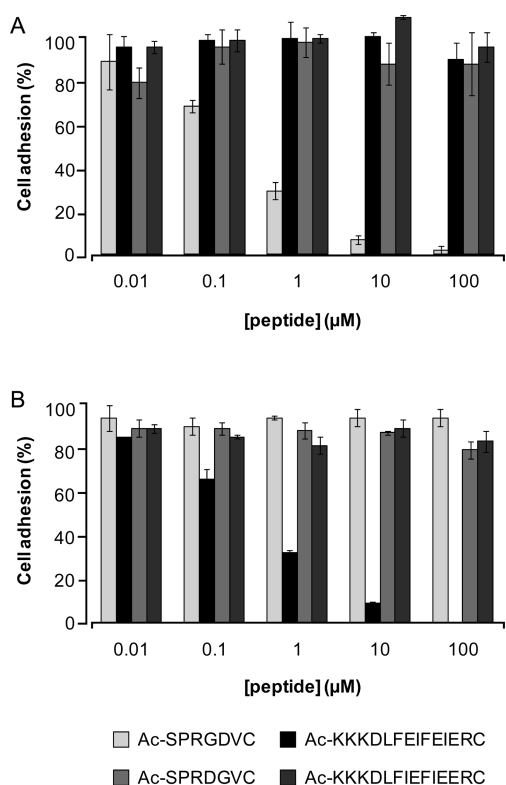 A
Cell adhesion (%)
100
80
60
40
20
0
0.01 0.1 1 10 100
[peptide] (µM)
B
Cell adhesion (%)
100
80
60
40
20
0
0.01 0.1 1 10 100
[peptide] (µM)
Ac-SPRGDVC Ac-KKKDLFEIFEIERC
Ac-SPRDGVC Ac-KKKDLFIEFIEERC